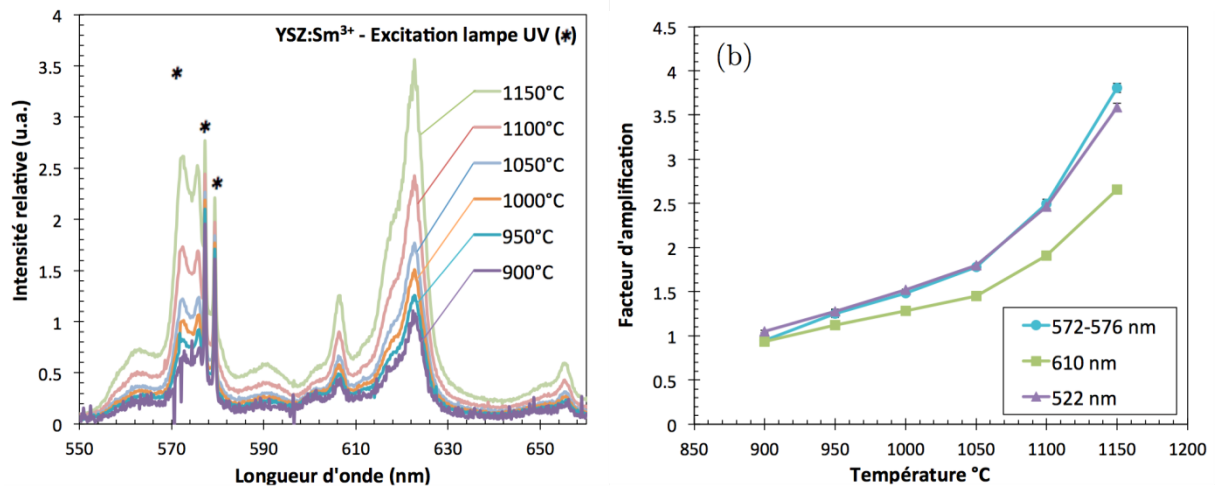 YSZ:Sm³⁺ - Excitation lampe UV (*)
Intensité relative (u.a.)
4
3.5
3
2.5
2
1.5
1
0.5
0
*
*
*
1150°C
1100°C
1050°C
1000°C
950°C
900°C
550 570 590 610 630 650
Longueur d'onde (nm)
(b)
Facteur d'amplification
5
4.5
4
3.5
3
2.5
2
1.5
1
0.5
0
572-576 nm
610 nm
522 nm
850 900 950 1000 1050 1100 1150 1200
Température °C